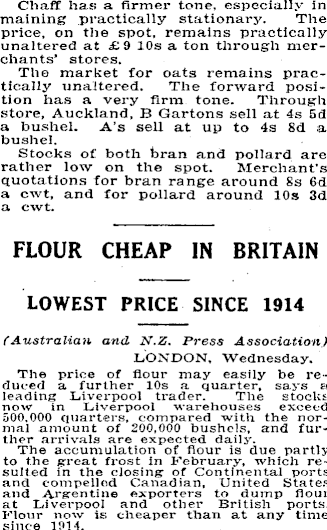 Chaff has a firmer tone, especially in
maining practically stationary. The
price, on the spot, remains practically
unaltered at £9 10s a ton through mer-
chants' stores.
The market for oats remains prac-
tically unaltered. The forward posi-
tion has a very firm tone. Through
store, Auckland, B Gartons sell at 4s 5d
a bushel. A's sell at up to 4s 8d a
bushel.
Stocks of both bran and pollard are
rather low on the spot. Merchant's
quotations for bran range around 8s 6d
a cwt, and for pollard around 10s 3d
a cwt.
FLOUR CHEAP IN BRITAIN
LOWEST PRICE SINCE 1914
(Australian and N.Z. Press Association)
LONDON, Wednesday.
The price of flour may easily be re-
duced a further 10s a quarter, says a
leading Liverpool trader. The stocks
now in Liverpool warehouses exceed
500,000 quarters, compared with the nor-
mal amount of 200,000 bushels, and fur-
ther arrivals are expected daily.
The accumulation of flour is due partly
to the great frost in February, which re-
sulted in the closing of Continental ports
and compelled Canadian, United States
and Argentine exporters to dump flour
at Liverpool and other British ports.
Flour now is cheaper than at any time
since 1914.